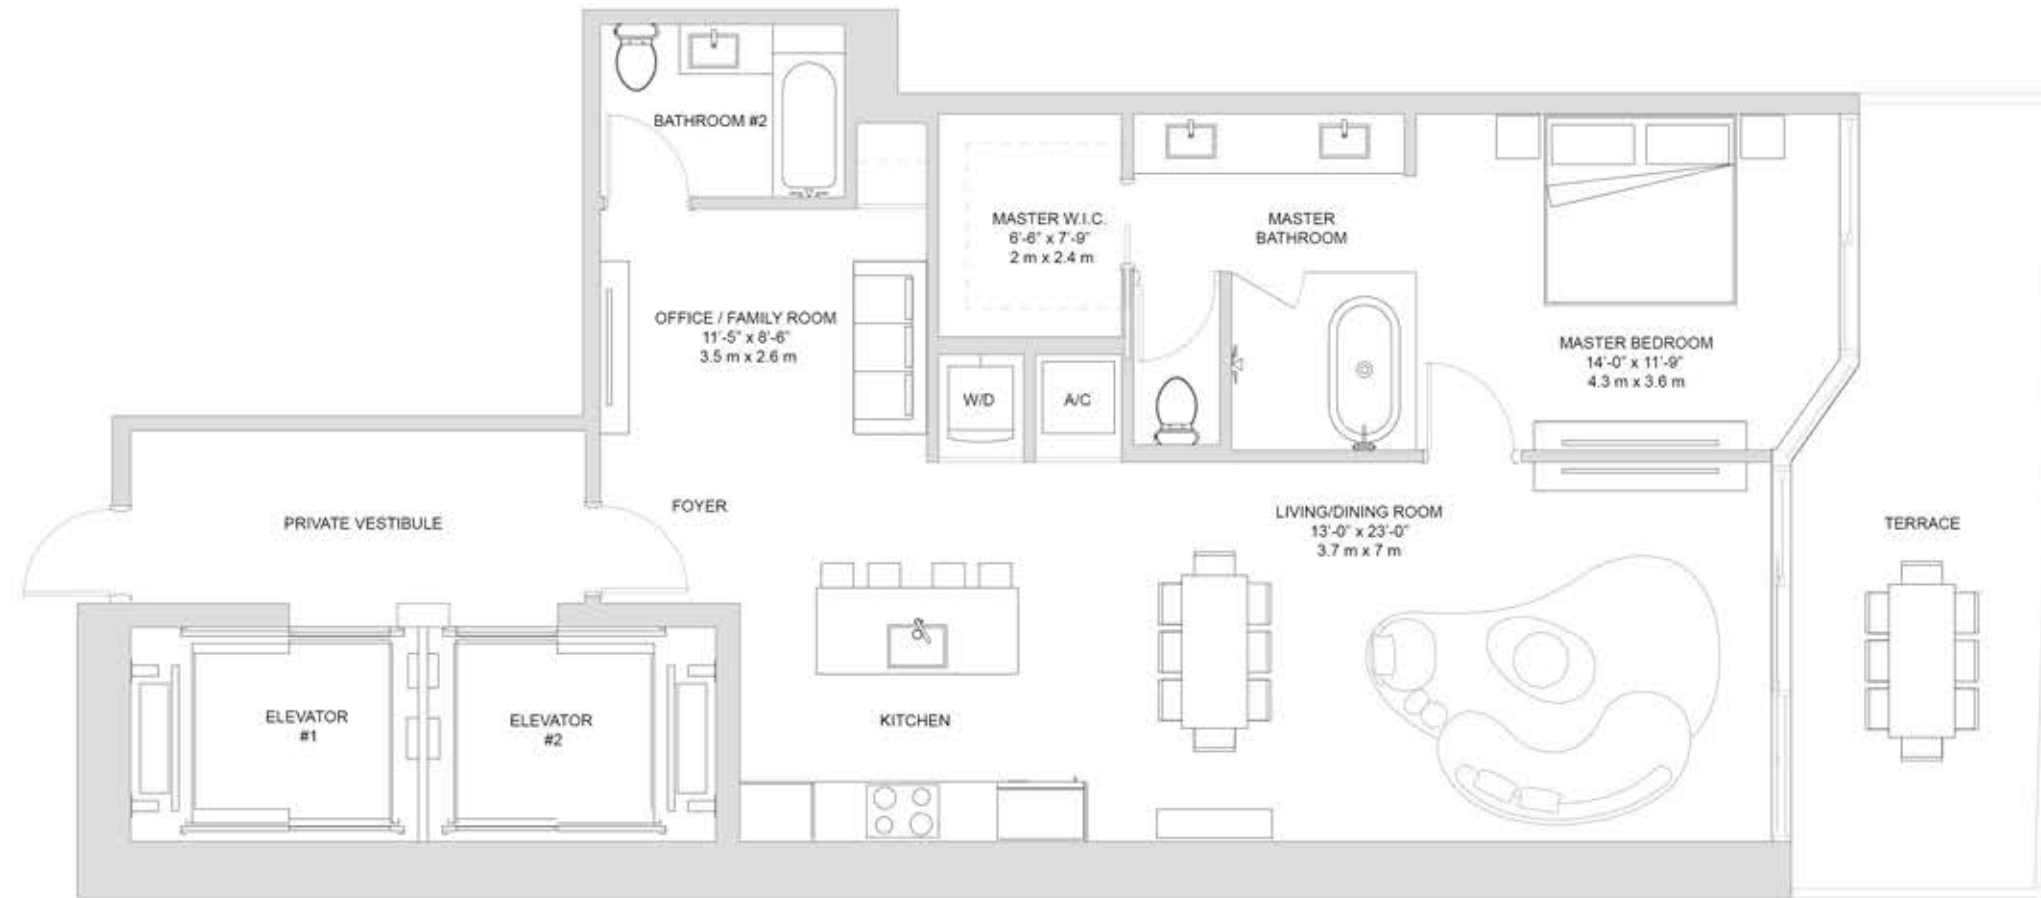 BATHROOM #2
MASTER W.I.C.
6'-6" x 7'-9"
2 m x 2.4 m
MASTER
BATHROOM
OFFICE / FAMILY ROOM
11'-5" x 8'-6"
3.5 m x 2.6 m
MASTER BEDROOM
14'-0" x 11'-9"
4.3 m x 3.6 m
W/D
A/C
FOYER
PRIVATE VESTIBULE
LIVING/DINING ROOM
13'-0" x 23'-0"
3.7 m x 7 m
TERRACE
ELEVATOR
#1
ELEVATOR
#2
KITCHEN